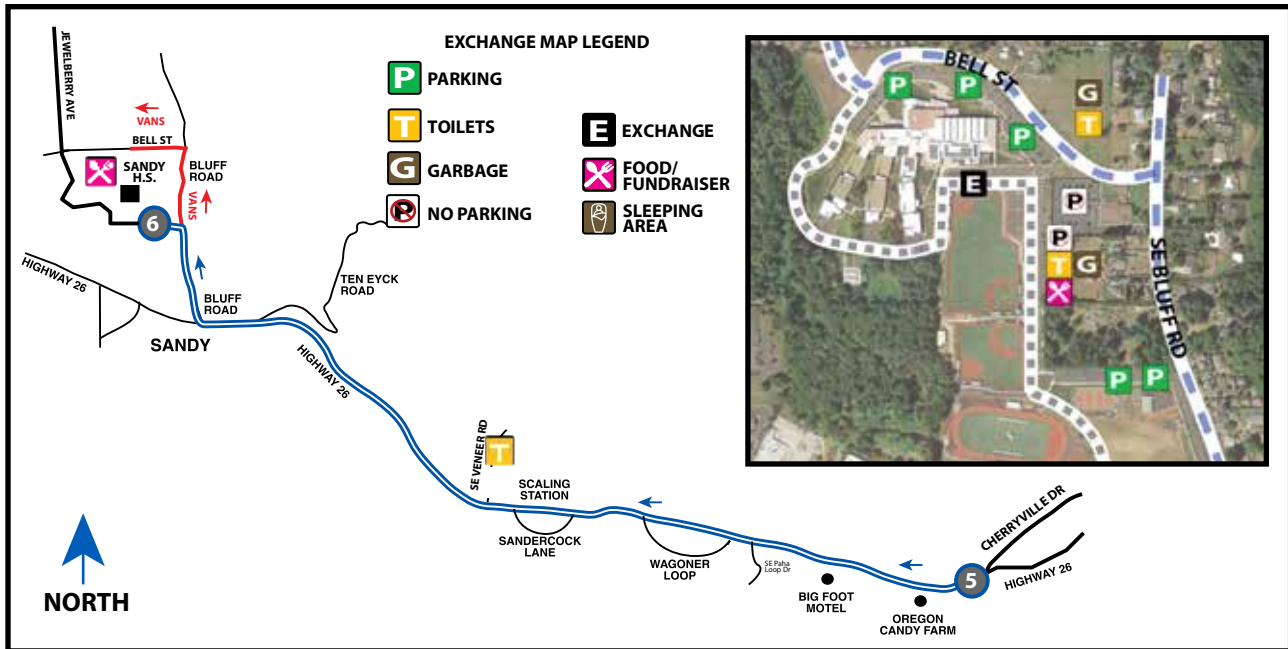 JEWELBERRY AVE
VANS
BELL ST
SANDY
H.S.
BLUFF
ROAD
VANS
6
HIGHWAY 26
BLUFF
ROAD
SANDY
TEN EYCK
ROAD
HIGHWAY 26
EXCHANGE MAP LEGEND
P PARKING
T TOILETS
G GARBAGE
P NO PARKING
E EXCHANGE
FOOD/
FUNDRAISER
SLEEPING
AREA
BELL ST
P
P
P
G
T
E
P
P
T
G
SE BLUFF RD
P
P
SE VENEER RD
T
SCALING
STATION
SANDERCOCK
LANE
WAGONER
LOOP
SE Paha
Loop Dr
BIG FOOT
MOTEL
OREGON
CANDY FARM
5
CHERRYVILLE DR
HIGHWAY 26
NORTH